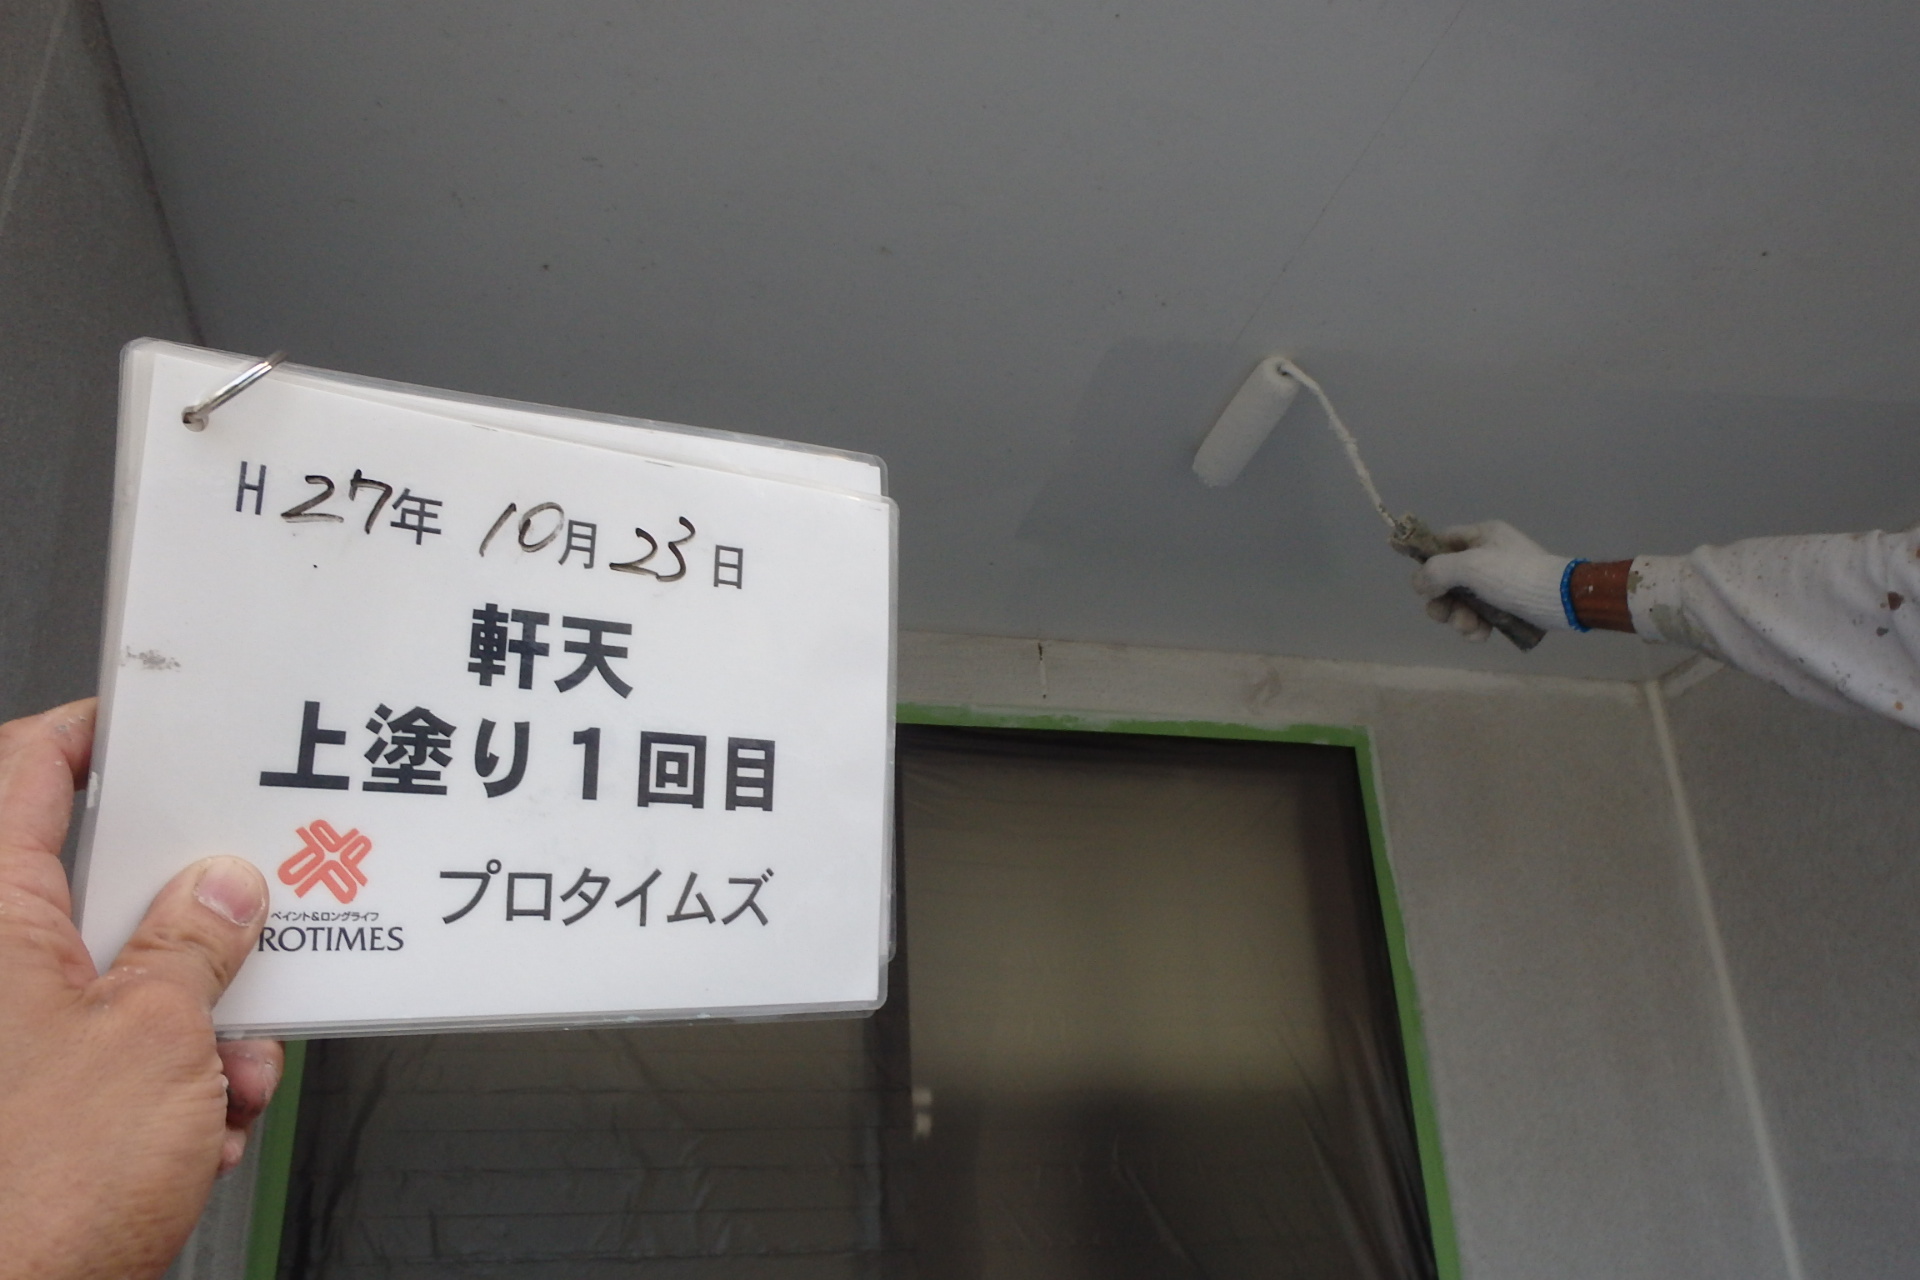 H 27年 10月 23日
軒天
上塗り1回目
ペイント&ロングライフ
ROTIMES
プロタイムズ